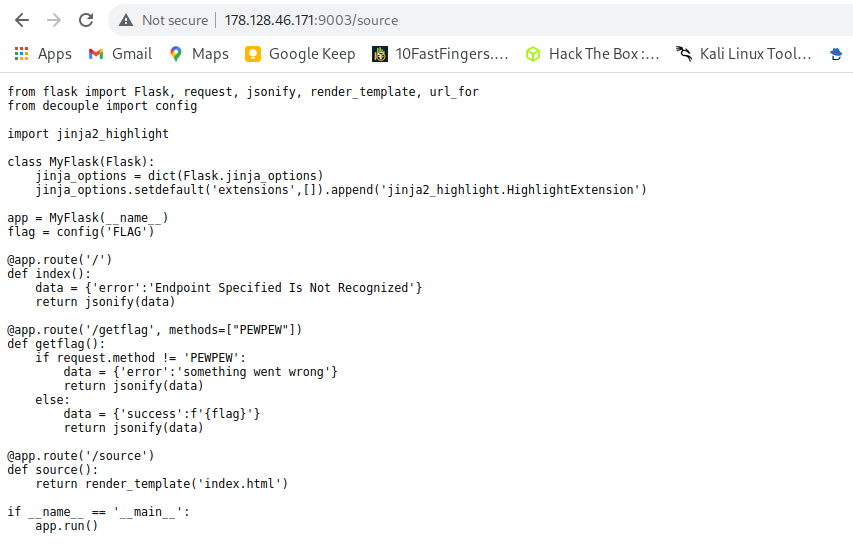 Not secure | 178.128.46.171:9003/source
Apps Gmail Maps Google Keep 10FastFingers.... Hack The Box :... Kali Linux Tool...
from flask import Flask, request, jsonify, render_template, url_for
from decouple import config
import jinja2_highlight
class MyFlask(Flask):
    jinja_options = dict(Flask.jinja_options)
    jinja_options.setdefault('extensions',[]).append('jinja2_highlight.HighlightExtension')
app = MyFlask(__name__)
flag = config('FLAG')
@app.route('/')
def index():
    data = {'error':'Endpoint Specified Is Not Recognized'}
    return jsonify(data)
@app.route('/getflag', methods=["PEWPEW"])
def getflag():
    if request.method != 'PEWPEW':
        data = {'error':'something went wrong'}
        return jsonify(data)
    else:
        data = {'success':f'{flag}'}
        return jsonify(data)
@app.route('/source')
def source():
    return render_template('index.html')
if __name__ == '__main__':
    app.run()